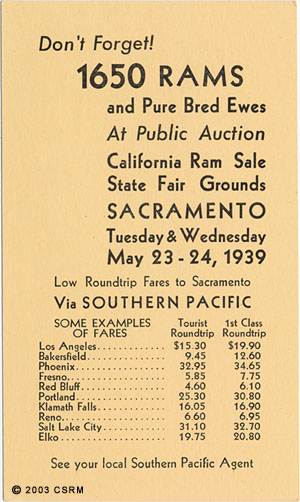 Don't Forget!
1650 RAMS
and Pure Bred Ewes
At Public Auction
California Ram Sale
State Fair Grounds
SACRAMENTO
Tuesday & Wednesday
May 23 - 24, 1939
Low Roundtrip Fares to Sacramento
Via SOUTHERN PACIFIC
SOME EXAMPLES OF FARES Tourist Roundtrip 1st Class Roundtrip
Los Angeles............ $15.30 $19.90
Bakersfield............ 9.45 12.60
Phoenix............ 32.95 34.65
Fresno............ 5.85 7.75
Red Bluff............ 4.60 6.10
Portland............ 25.30 30.80
Klamath Falls............ 16.05 16.90
Reno............ 6.60 6.95
Salt Lake City............ 31.10 32.70
Elko............ 19.75 20.80
See your local Southern Pacific Agent
© 2003 CSRM